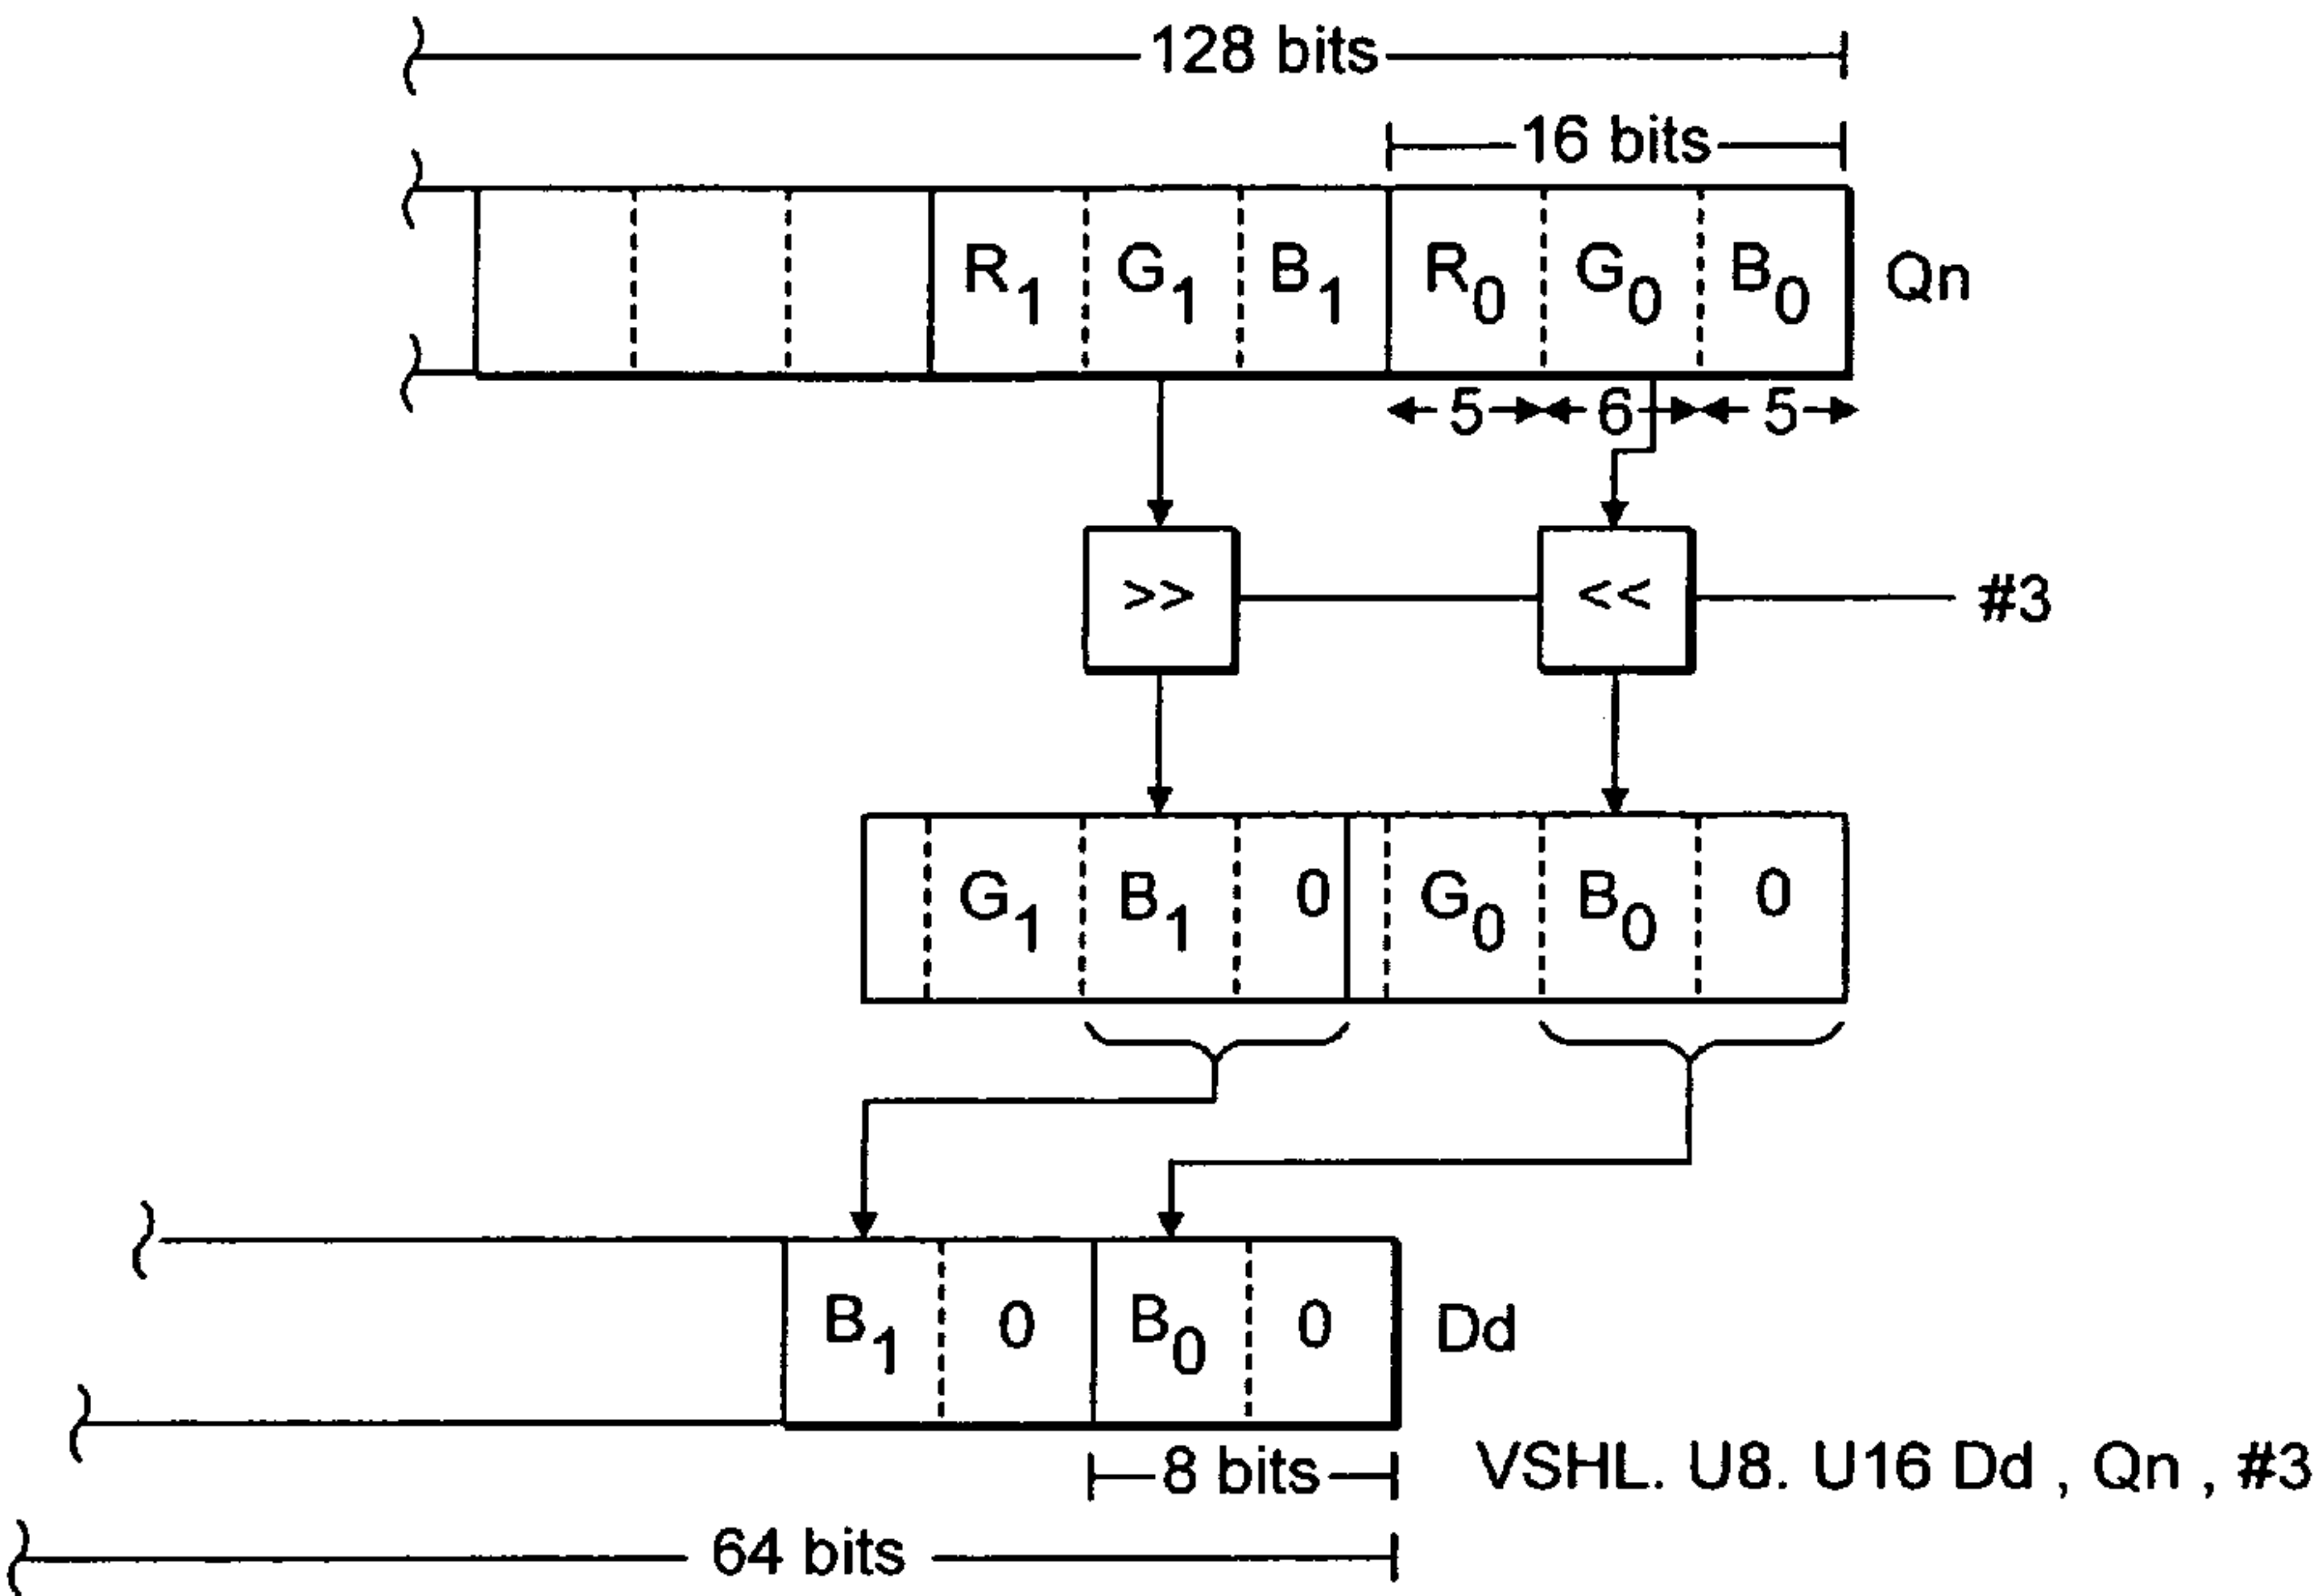 128 bits
16 bits
R1 G1 B1 R0 G0 B0 Qn
5 6 5
>> << #3
G1 B1 0 G0 B0 0
B1 0 B0 0 Dd
8 bits VSHL. U8. U16 Dd , Qn , #3
64 bits